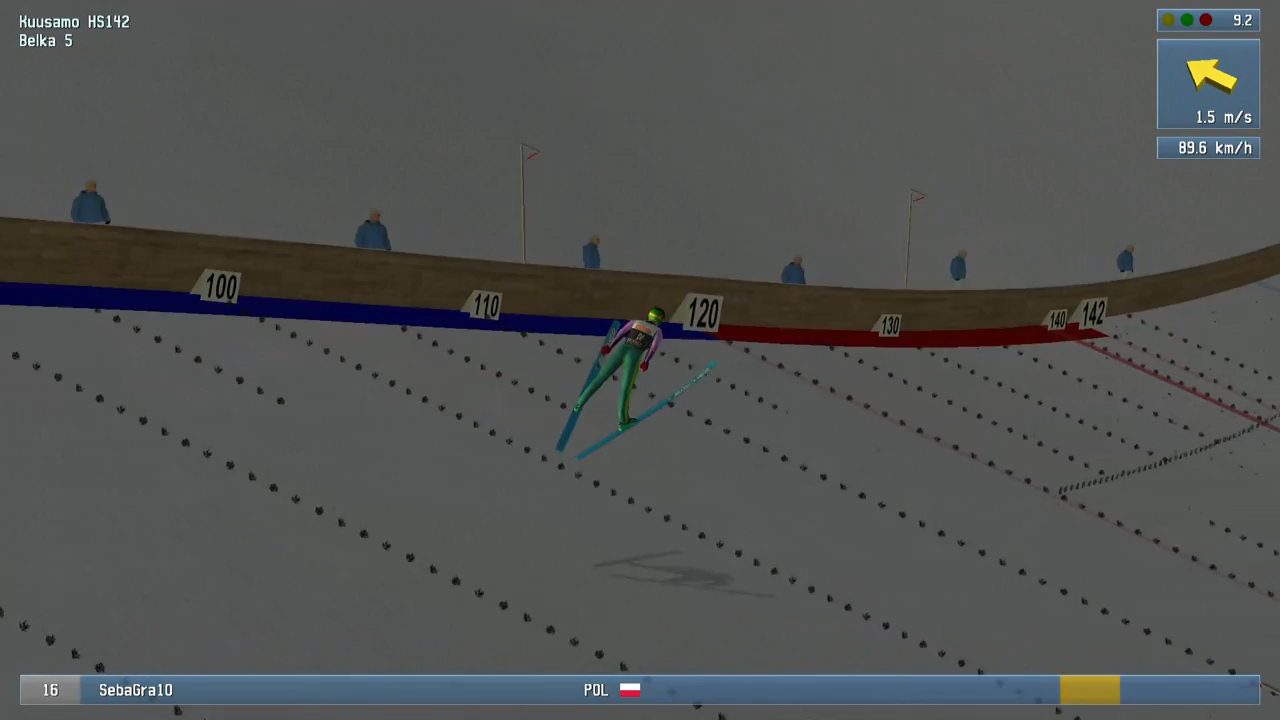 Kuusamo HS142
Belka 5
9.2
1.5 m/s
89.6 km/h
100
110
120
130
140
142
16 SebaGra10 POL